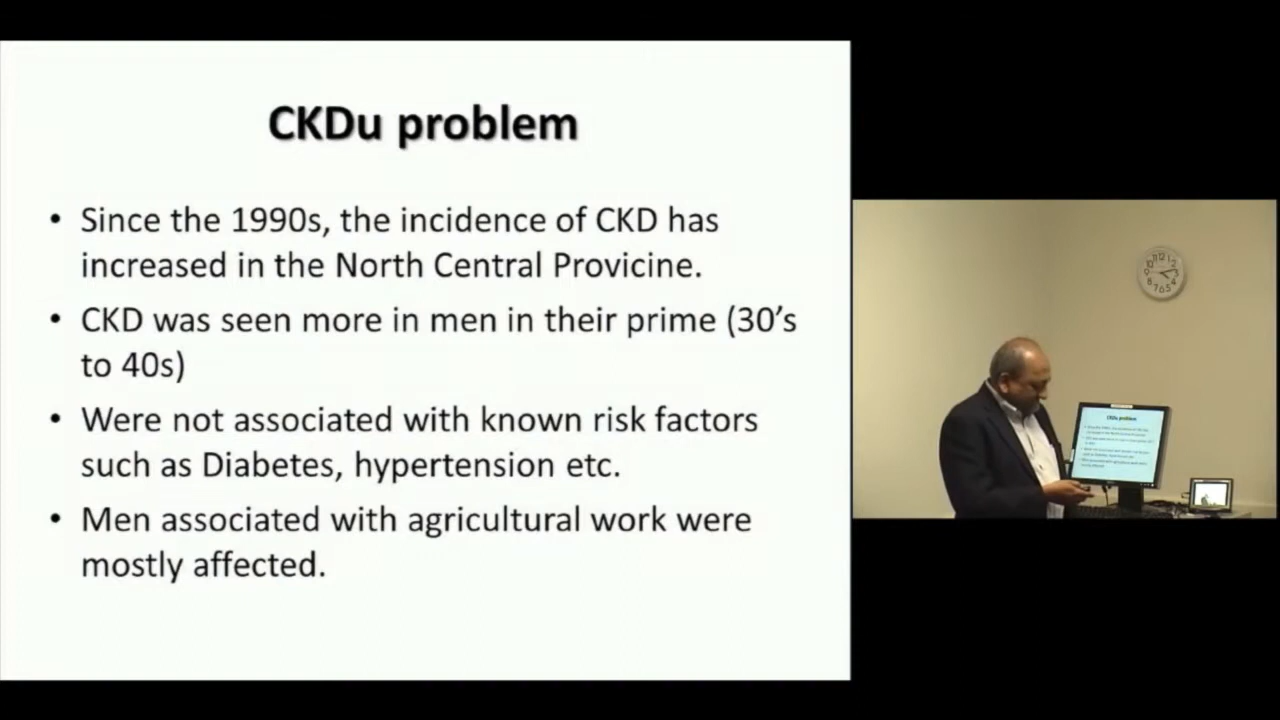 CKDu problem
• Since the 1990s, the incidence of CKD has
increased in the North Central Provicine.
• CKD was seen more in men in their prime (30's
to 40s)
• Were not associated with known risk factors
such as Diabetes, hypertension etc.
• Men associated with agricultural work were
mostly affected.
CKDu problem